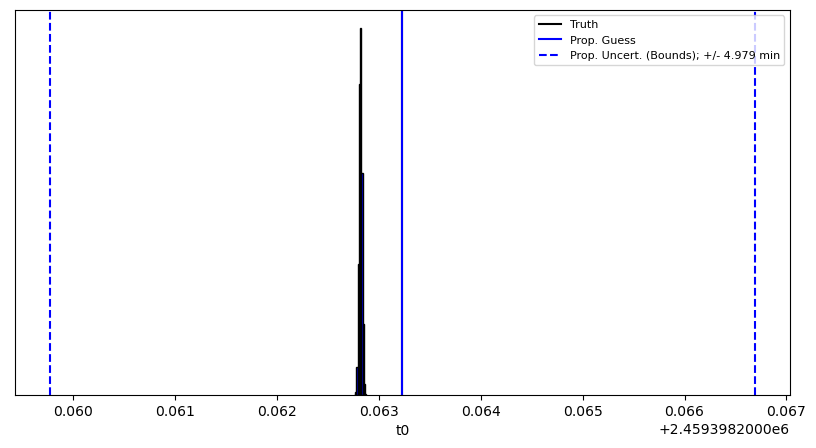 Truth
Prop. Guess
Prop. Uncert. (Bounds); +/- 4.979 min
0.060 0.061 0.062 0.063 0.064 0.065 0.066 0.067
t0
+2.4593982000e6